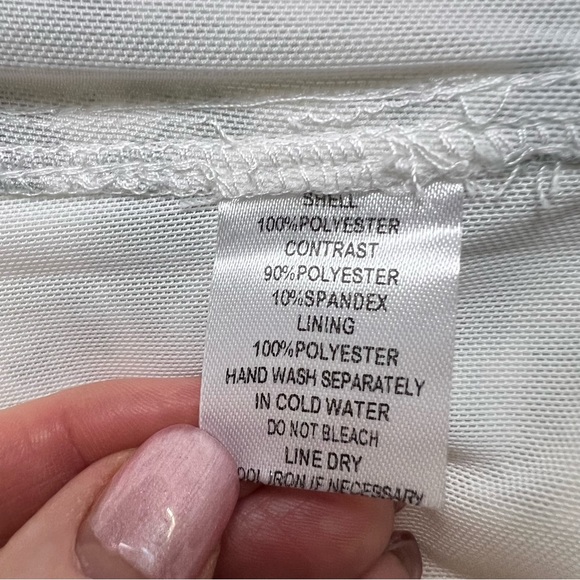 SHELL
100%POLYESTER
CONTRAST
90%POLYESTER
10%SPANDEX
LINING
100%POLYESTER
HAND WASH SEPARATELY
IN COLD WATER
DO NOT BLEACH
LINE DRY
COOL IRON IF NECESSARY